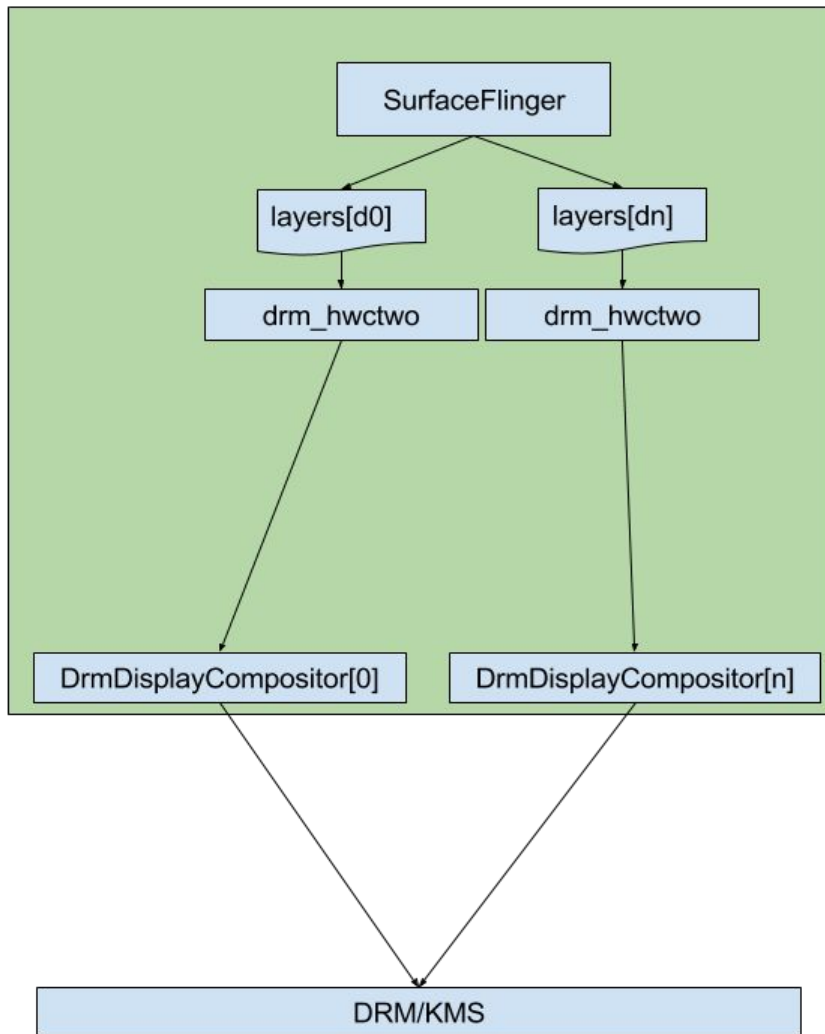 SurfaceFlinger
layers[d0]
layers[dn]
drm_hwctwo
drm_hwctwo
DrmDisplayCompositor[0]
DrmDisplayCompositor[n]
DRM/KMS